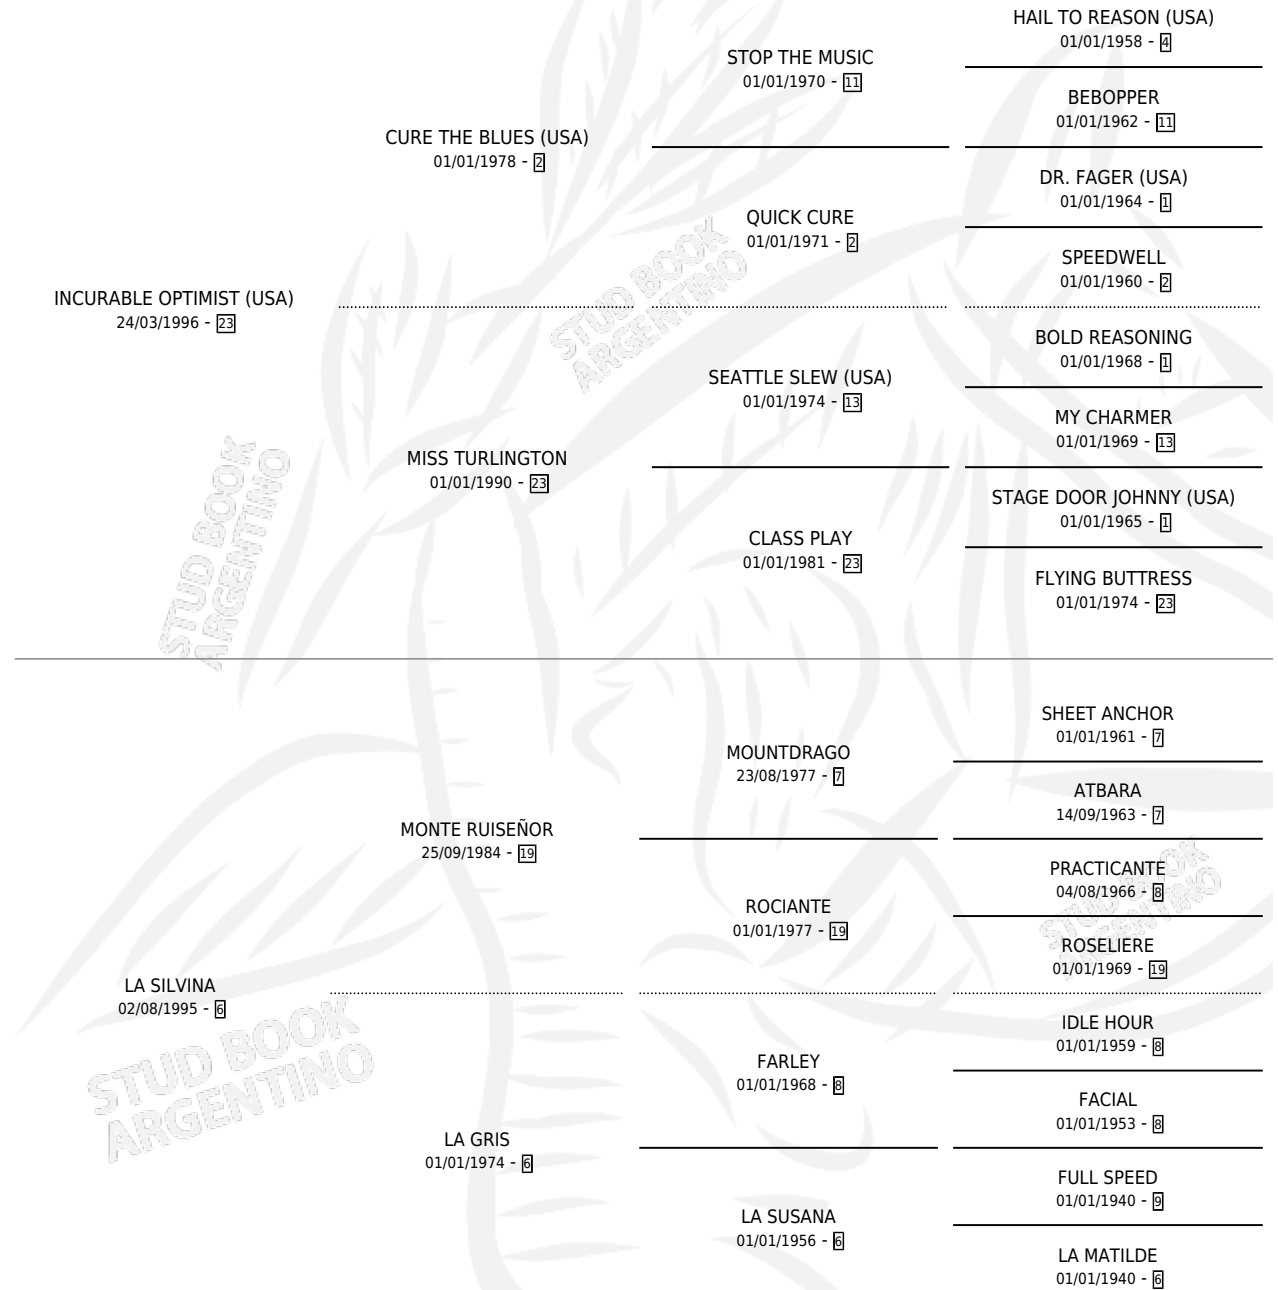 HAIL TO REASON (USA)
01/01/1958 - 4
STOP THE MUSIC
01/01/1970 - 11
BEBOPPER
01/01/1962 - 11
CURE THE BLUES (USA)
01/01/1978 - 2
DR. FAGER (USA)
01/01/1964 - 1
QUICK CURE
01/01/1971 - 2
SPEEDWELL
01/01/1960 - 2
INCURABLE OPTIMIST (USA)
24/03/1996 - 23
BOLD REASONING
01/01/1968 - 1
SEATTLE SLEW (USA)
01/01/1974 - 13
MY CHARMER
01/01/1969 - 13
MISS TURLINGTON
01/01/1990 - 23
STAGE DOOR JOHNNY (USA)
01/01/1965 - 1
CLASS PLAY
01/01/1981 - 23
FLYING BUTTRESS
01/01/1974 - 23
SHEET ANCHOR
01/01/1961 - 7
MOUNTDRAGO
23/08/1977 - 7
ATBARA
14/09/1963 - 7
MONTE RUISEÑOR
25/09/1984 - 19
PRACTICANTE
04/08/1966 - 8
ROCIANTE
01/01/1977 - 19
ROSELIERE
01/01/1969 - 19
LA SILVINA
02/08/1995 - 6
IDLE HOUR
01/01/1959 - 8
FARLEY
01/01/1968 - 8
FACIAL
01/01/1953 - 8
LA GRIS
01/01/1974 - 6
FULL SPEED
01/01/1940 - 9
LA SUSANA
01/01/1956 - 6
LA MATILDE
01/01/1940 - 6
STUD BOOK
ARGENTINO
STUD BOOK
ARGENTINO
STUD BOOK
ARGENTINO
STUD BOOK
ARGENTINO